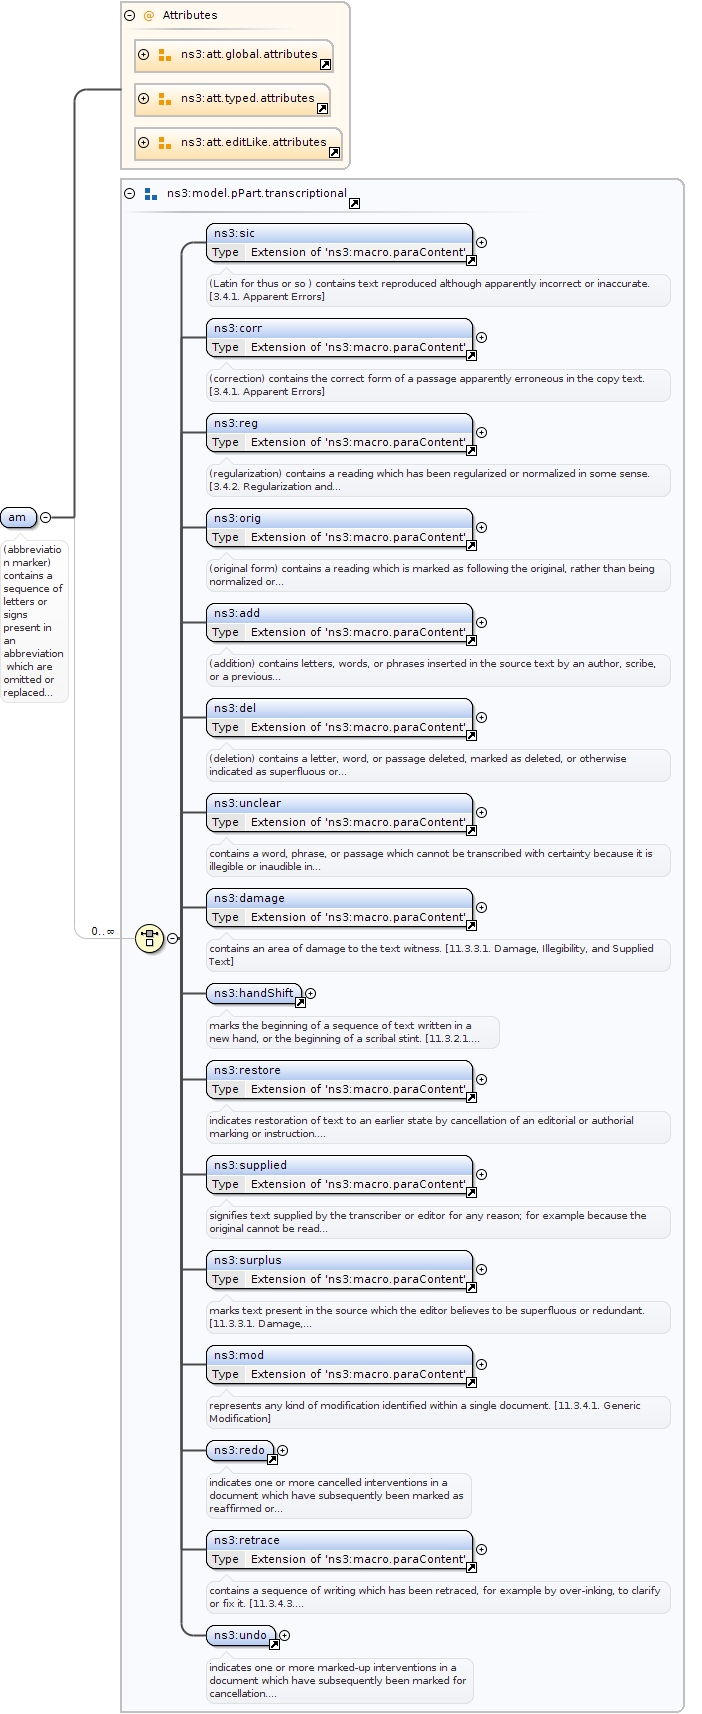 Attributes
ns3:att.global.attributes
ns3:att.typed.attributes
ns3:att.editLike.attributes
am
(abbreviatio
n marker)
contains a
sequence of
letters or
signs
present in
an
abbreviation
which are
omitted or
replaced...
0..∞
ns3:model.pPart.transcriptional
ns3:sic
Type Extension of 'ns3:macro.paraContent'
(Latin for thus or so ) contains text reproduced although apparently incorrect or inaccurate.
[3.4.1. Apparent Errors]
ns3:corr
Type Extension of 'ns3:macro.paraContent'
(correction) contains the correct form of a passage apparently erroneous in the copy text.
[3.4.1. Apparent Errors]
ns3:reg
Type Extension of 'ns3:macro.paraContent'
(regularization) contains a reading which has been regularized or normalized in some sense.
[3.4.2. Regularization and...
ns3:orig
Type Extension of 'ns3:macro.paraContent'
(original form) contains a reading which is marked as following the original, rather than being
normalized or...
ns3:add
Type Extension of 'ns3:macro.paraContent'
(addition) contains letters, words, or phrases inserted in the source text by an author, scribe,
or a previous...
ns3:del
Type Extension of 'ns3:macro.paraContent'
(deletion) contains a letter, word, or passage deleted, marked as deleted, or otherwise
indicated as superfluous or...
ns3:unclear
Type Extension of 'ns3:macro.paraContent'
contains a word, phrase, or passage which cannot be transcribed with certainty because it is
illegible or inaudible in...
ns3:damage
Type Extension of 'ns3:macro.paraContent'
contains an area of damage to the text witness. [11.3.3.1. Damage, Illegibility, and Supplied
Text]
ns3:handShift
marks the beginning of a sequence of text written in a
new hand, or the beginning of a scribal stint. [11.3.2.1....
ns3:restore
Type Extension of 'ns3:macro.paraContent'
indicates restoration of text to an earlier state by cancellation of an editorial or authorial
marking or instruction....
ns3:supplied
Type Extension of 'ns3:macro.paraContent'
signifies text supplied by the transcriber or editor for any reason; for example because the
original cannot be read...
ns3:surplus
Type Extension of 'ns3:macro.paraContent'
marks text present in the source which the editor believes to be superfluous or redundant.
[11.3.3.1. Damage,...
ns3:mod
Type Extension of 'ns3:macro.paraContent'
represents any kind of modification identified within a single document. [11.3.4.1. Generic
Modification]
ns3:redo
indicates one or more cancelled interventions in a
document which have subsequently been marked as
reaffirmed or...
ns3:retrace
Type Extension of 'ns3:macro.paraContent'
contains a sequence of writing which has been retraced, for example by over-inking, to clarify
or fix it. [11.3.4.3....
ns3:undo
indicates one or more marked-up interventions in a
document which have subsequently been marked for
cancellation....